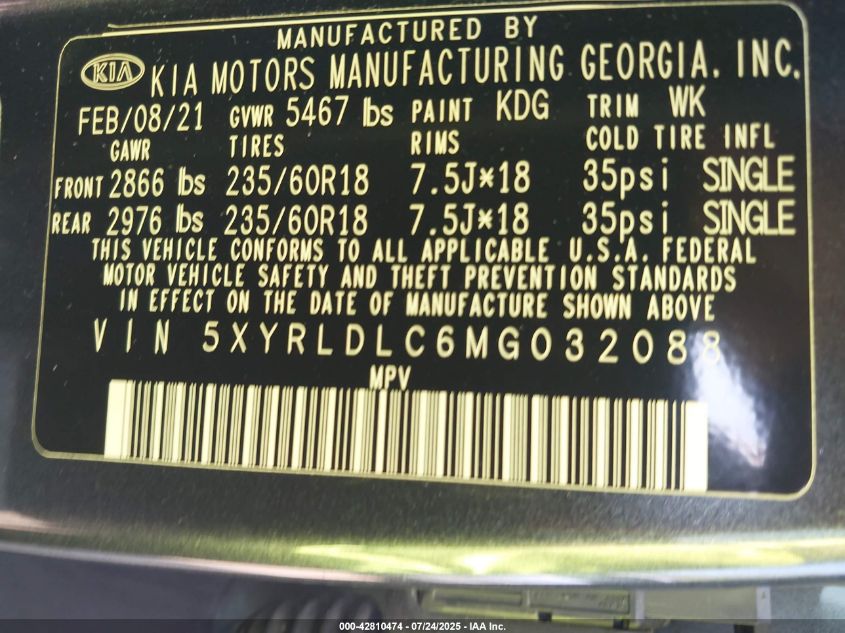 MANUFACTURED BY
KIA KIA MOTORS MANUFACTURING GEORGIA. INC.
FEB/08/21 GVWR 5467 lbs PAINT KDG TRIM WK
GAWR TIRES RIMS COLD TIRE INFL
FRONT 2866 lbs 235/60R18 7.5J*18 35psi SINGLE
REAR 2976 lbs 235/60R18 7.5J*18 35psi SINGLE
THIS VEHICLE CONFORMS TO ALL APPLICABLE U.S.A. FEDERAL
MOTOR VEHICLE SAFETY AND THEFT PREVENTION STANDARDS
IN EFFECT ON THE DATE OF MANUFACTURE SHOWN ABOVE
VIN 5XYRLDLC6MG032088
MPV
000-42810474 - 07/24/2025 - IAA Inc.